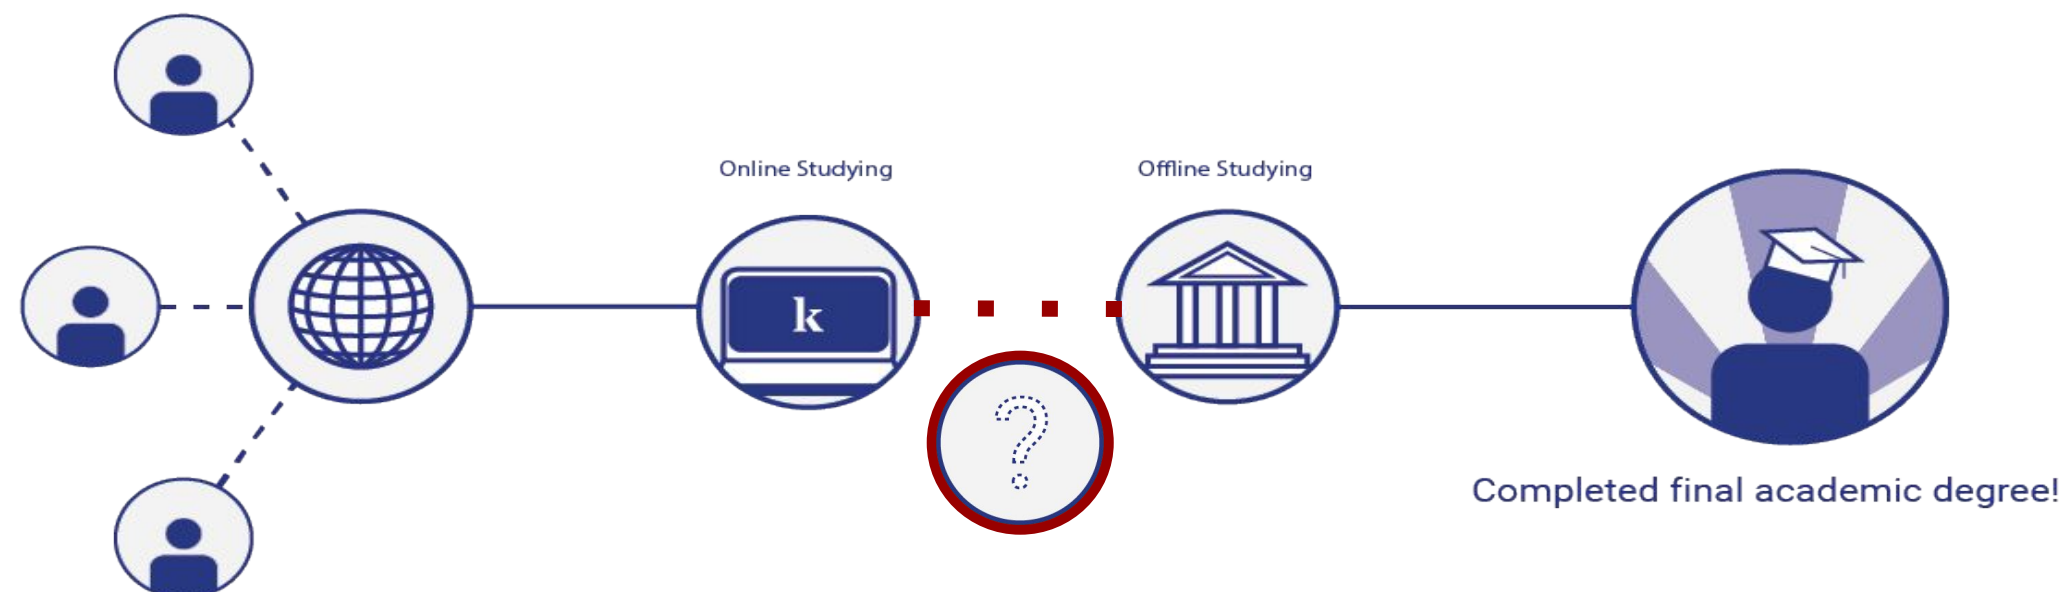 Online Studying
Offline Studying
k
?
Completed final academic degree!